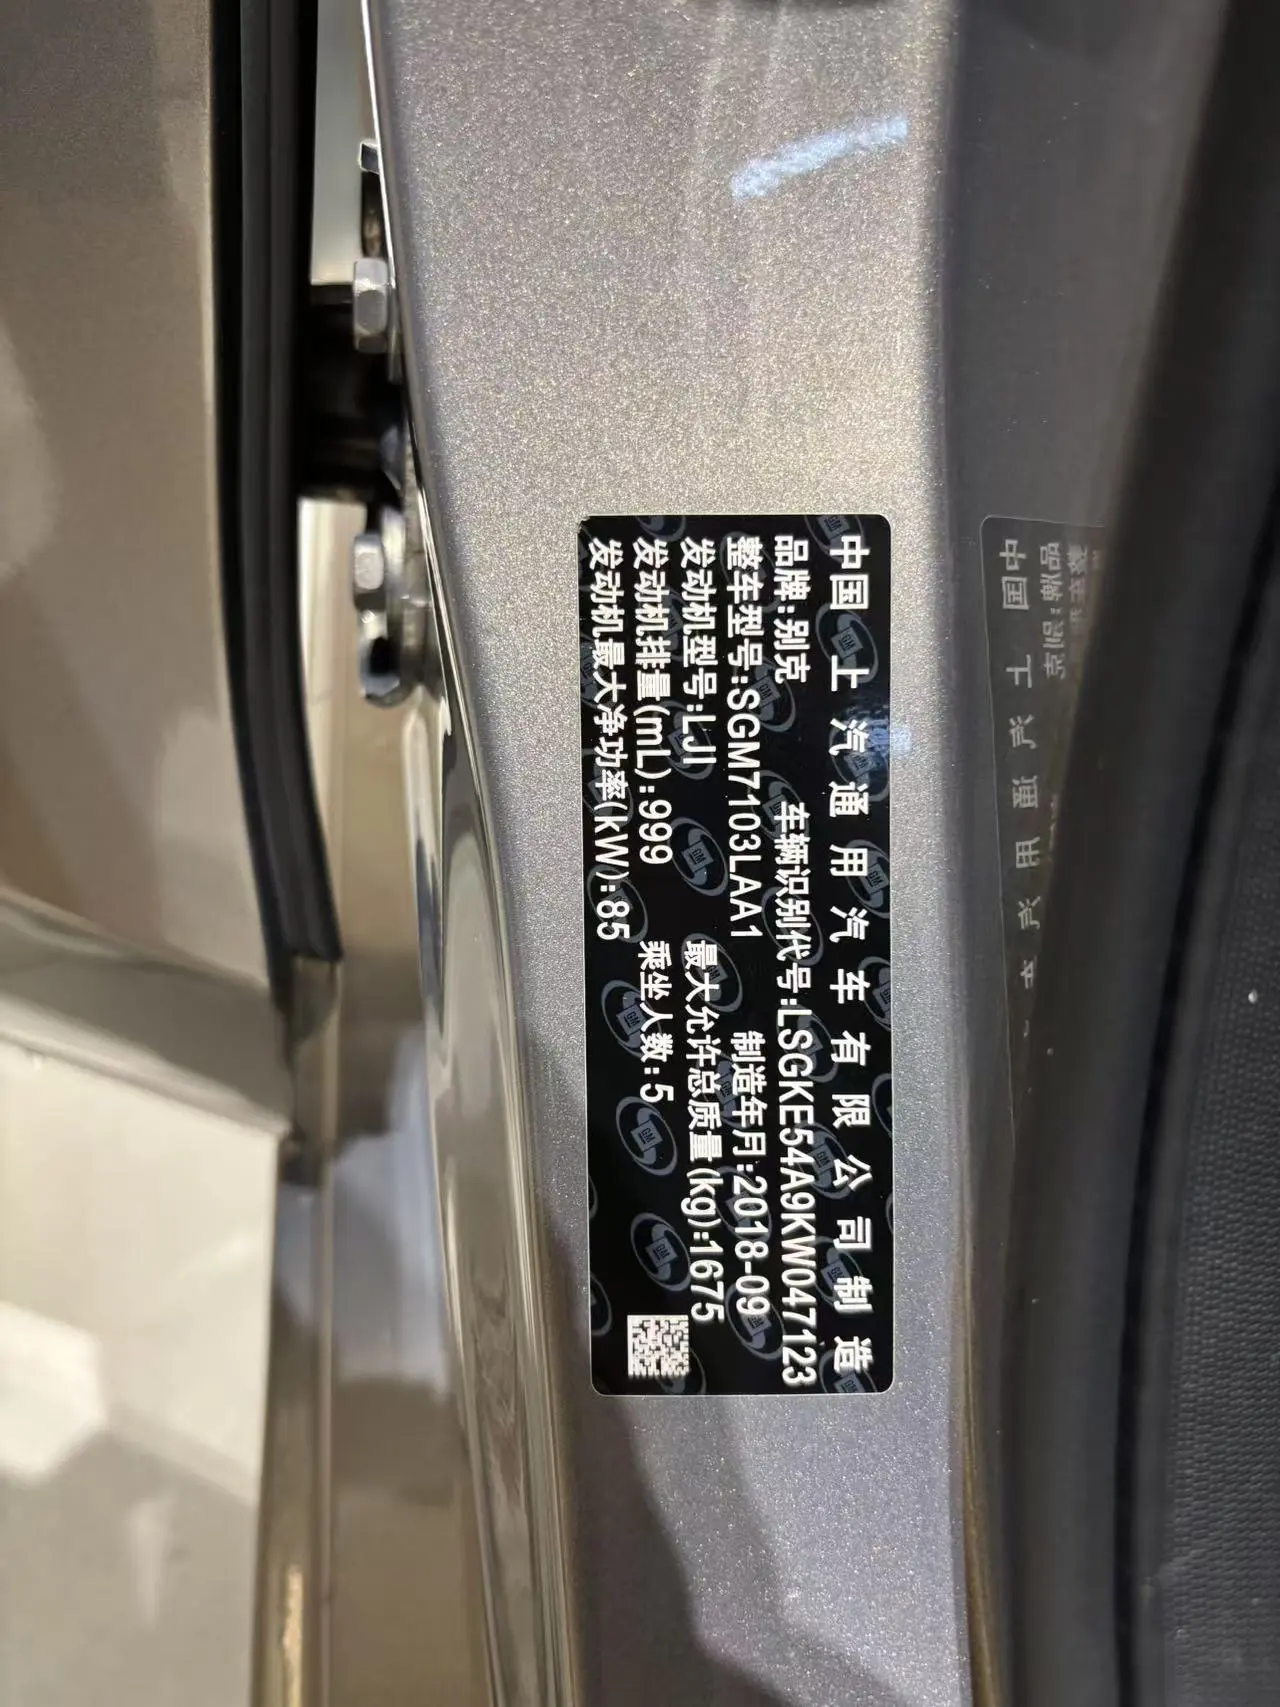 中国 上汽通用汽车有限公司制造
品牌:别克 车辆识别代号:LSGKE54A9KW047123
整车型号:SGM7103LAA1 制造年月:2018-09
发动机型号:LJI 最大允许总质量(kg):1675
发动机排量(mL):999 乘坐人数:5
发动机最大净功率(kW):85